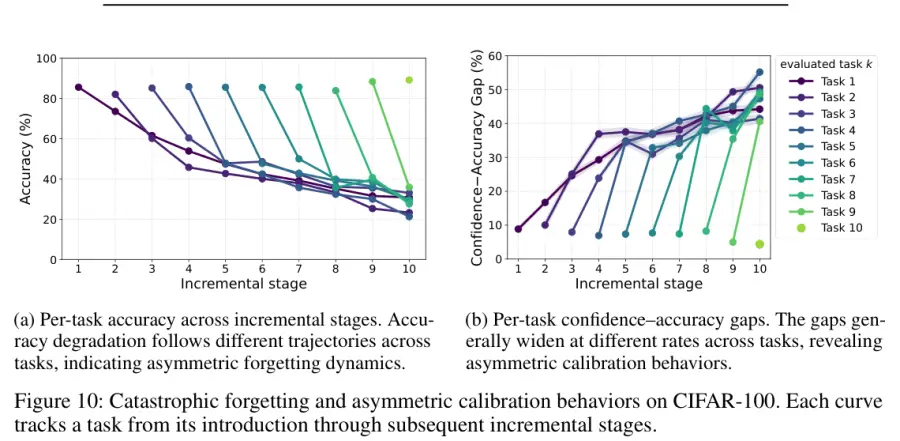 Accuracy (%)
100
80
60
40
20
0
1 2 3 4 5 6 7 8 9 10
Incremental stage
Confidence−Accuracy Gap (%)
60
50
40
30
20
10
0
1 2 3 4 5 6 7 8 9 10
Incremental stage
evaluated task k
Task 1
Task 2
Task 3
Task 4
Task 5
Task 6
Task 7
Task 8
Task 9
Task 10
(a) Per-task accuracy across incremental stages. Accu-
racy degradation follows different trajectories across
tasks, indicating asymmetric forgetting dynamics.
(b) Per-task confidence–accuracy gaps. The gaps gen-
erally widen at different rates across tasks, revealing
asymmetric calibration behaviors.
Figure 10: Catastrophic forgetting and asymmetric calibration behaviors on CIFAR-100. Each curve
tracks a task from its introduction through subsequent incremental stages.